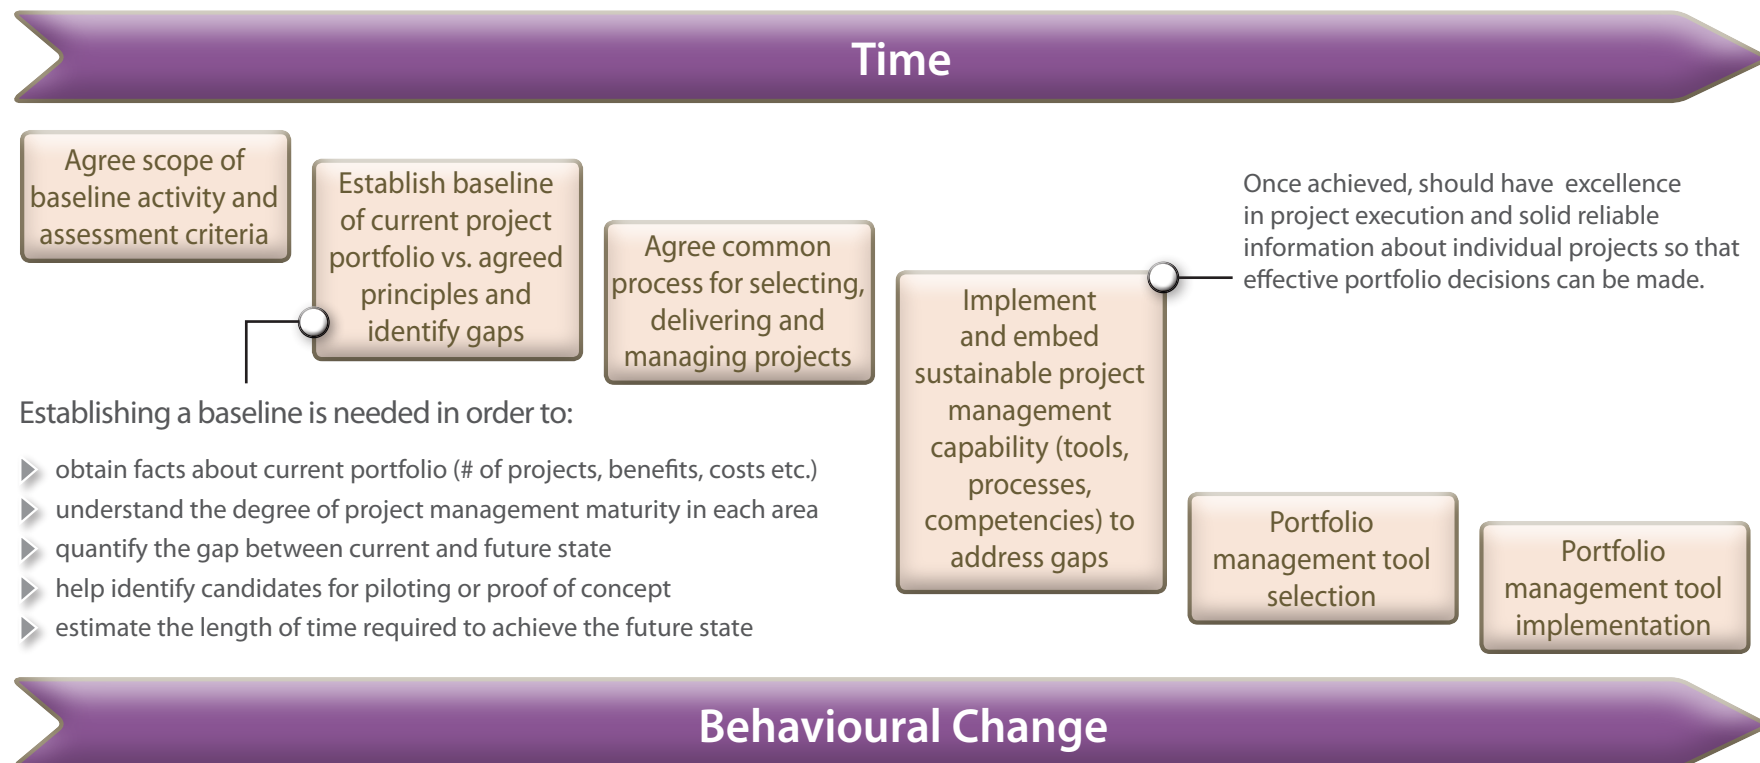 Time
Agree scope of
baseline activity and
assessment criteria
Establish baseline
of current project
portfolio vs. agreed
principles and
identify gaps
Agree common
process for selecting,
delivering and
managing projects
Implement
and embed
sustainable project
management
capability (tools,
processes,
competencies) to
address gaps
Once achieved, should have excellence
in project execution and solid reliable
information about individual projects so that
effective portfolio decisions can be made.
Establishing a baseline is needed in order to:
obtain facts about current portfolio (# of projects, benefits, costs etc.)
understand the degree of project management maturity in each area
quantify the gap between current and future state
help identify candidates for piloting or proof of concept
estimate the length of time required to achieve the future state
Portfolio
management tool
selection
Portfolio
management tool
implementation
Behavioural Change